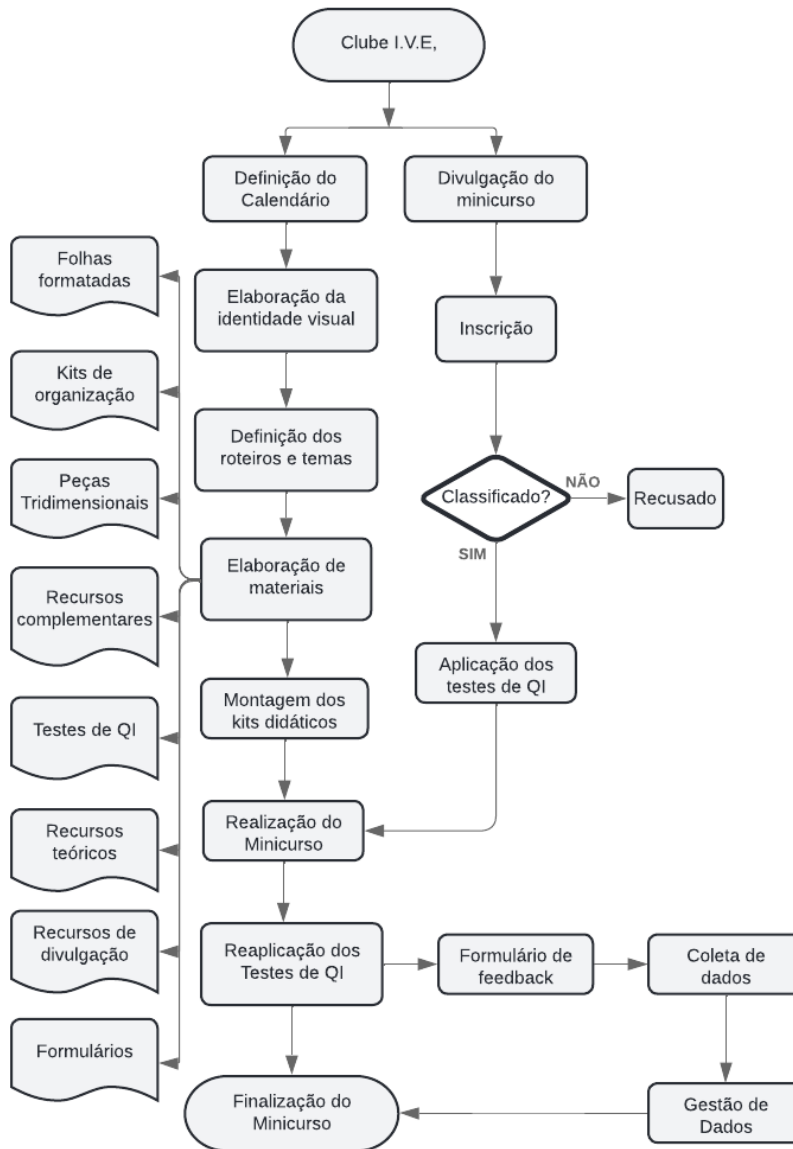 Clube I.V.E,
Definição do
Calendário
Divulgação do
minicurso
Folhas
formatadas
Elaboração da
identidade visual
Inscrição
Kits de
organização
Definição dos
roteiros e temas
Classificado?
NÃO
Recusado
SIM
Peças
Tridimensionais
Elaboração de
materiais
Recursos
complementares
Aplicação dos
testes de QI
Montagem dos
kits didáticos
Testes de QI
Realização do
Minicurso
Recursos
teóricos
Recursos de
divulgação
Reaplicação dos
Testes de QI
Formulário de
feedback
Coleta de
dados
Formulários
Finalização do
Minicurso
Gestão de
Dados